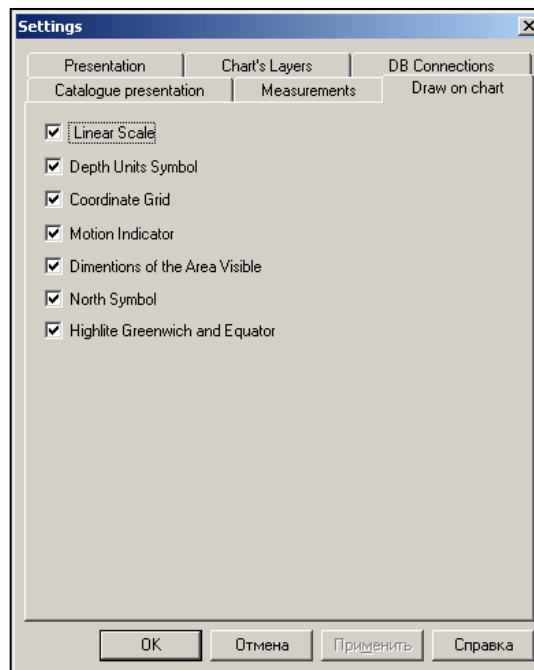 Settings
Presentation Chart's Layers DB Connections
Catalogue presentation Measurements Draw on chart
Linear Scale
Depth Units Symbol
Coordinate Grid
Motion Indicator
Dimentions of the Area Visible
North Symbol
Highlite Greenwich and Equator
OK Отмена Применить Справка